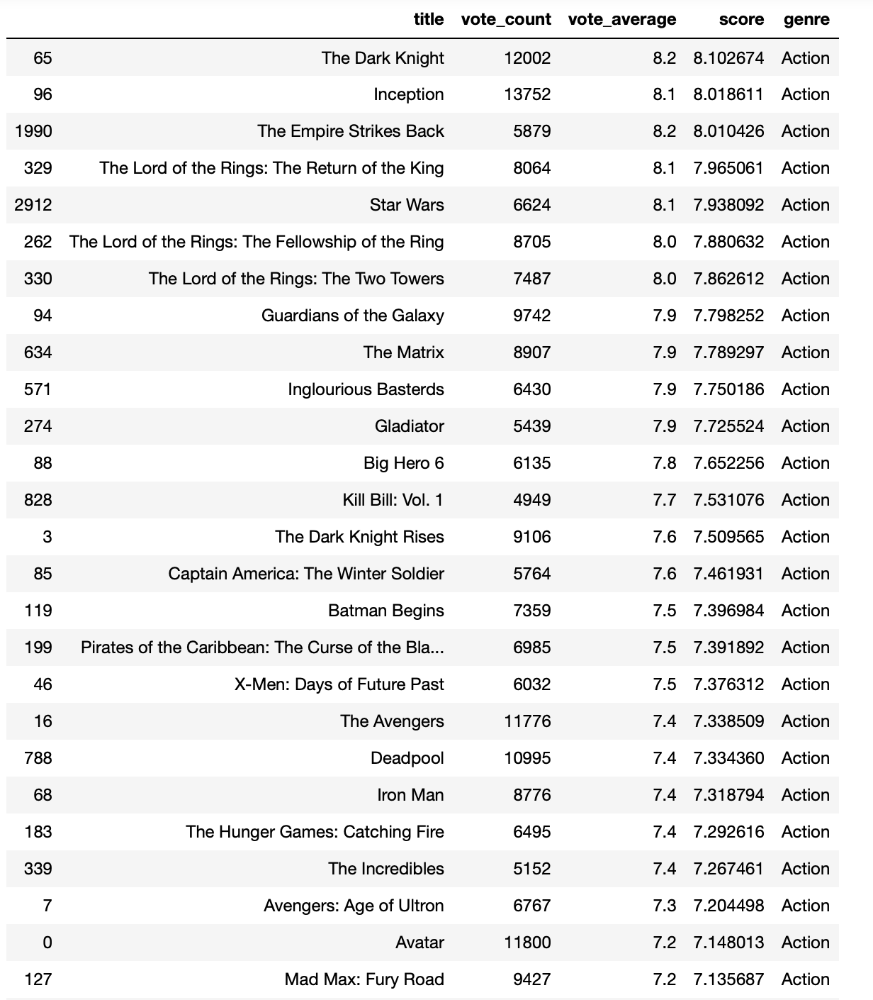 title vote_count vote_average score genre
65 The Dark Knight 12002 8.2 8.102674 Action
96 Inception 13752 8.1 8.018611 Action
1990 The Empire Strikes Back 5879 8.2 8.010426 Action
329 The Lord of the Rings: The Return of the King 8064 8.1 7.965061 Action
2912 Star Wars 6624 8.1 7.938092 Action
262 The Lord of the Rings: The Fellowship of the Ring 8705 8.0 7.880632 Action
330 The Lord of the Rings: The Two Towers 7487 8.0 7.862612 Action
94 Guardians of the Galaxy 9742 7.9 7.798252 Action
634 The Matrix 8907 7.9 7.789297 Action
571 Inglourious Basterds 6430 7.9 7.750186 Action
274 Gladiator 5439 7.9 7.725524 Action
88 Big Hero 6 6135 7.8 7.652256 Action
828 Kill Bill: Vol. 1 4949 7.7 7.531076 Action
3 The Dark Knight Rises 9106 7.6 7.509565 Action
85 Captain America: The Winter Soldier 5764 7.6 7.461931 Action
119 Batman Begins 7359 7.5 7.396984 Action
199 Pirates of the Caribbean: The Curse of the Bla... 6985 7.5 7.391892 Action
46 X-Men: Days of Future Past 6032 7.5 7.376312 Action
16 The Avengers 11776 7.4 7.338509 Action
788 Deadpool 10995 7.4 7.334360 Action
68 Iron Man 8776 7.4 7.318794 Action
183 The Hunger Games: Catching Fire 6495 7.4 7.292616 Action
339 The Incredibles 5152 7.4 7.267461 Action
7 Avengers: Age of Ultron 6767 7.3 7.204498 Action
0 Avatar 11800 7.2 7.148013 Action
127 Mad Max: Fury Road 9427 7.2 7.135687 Action